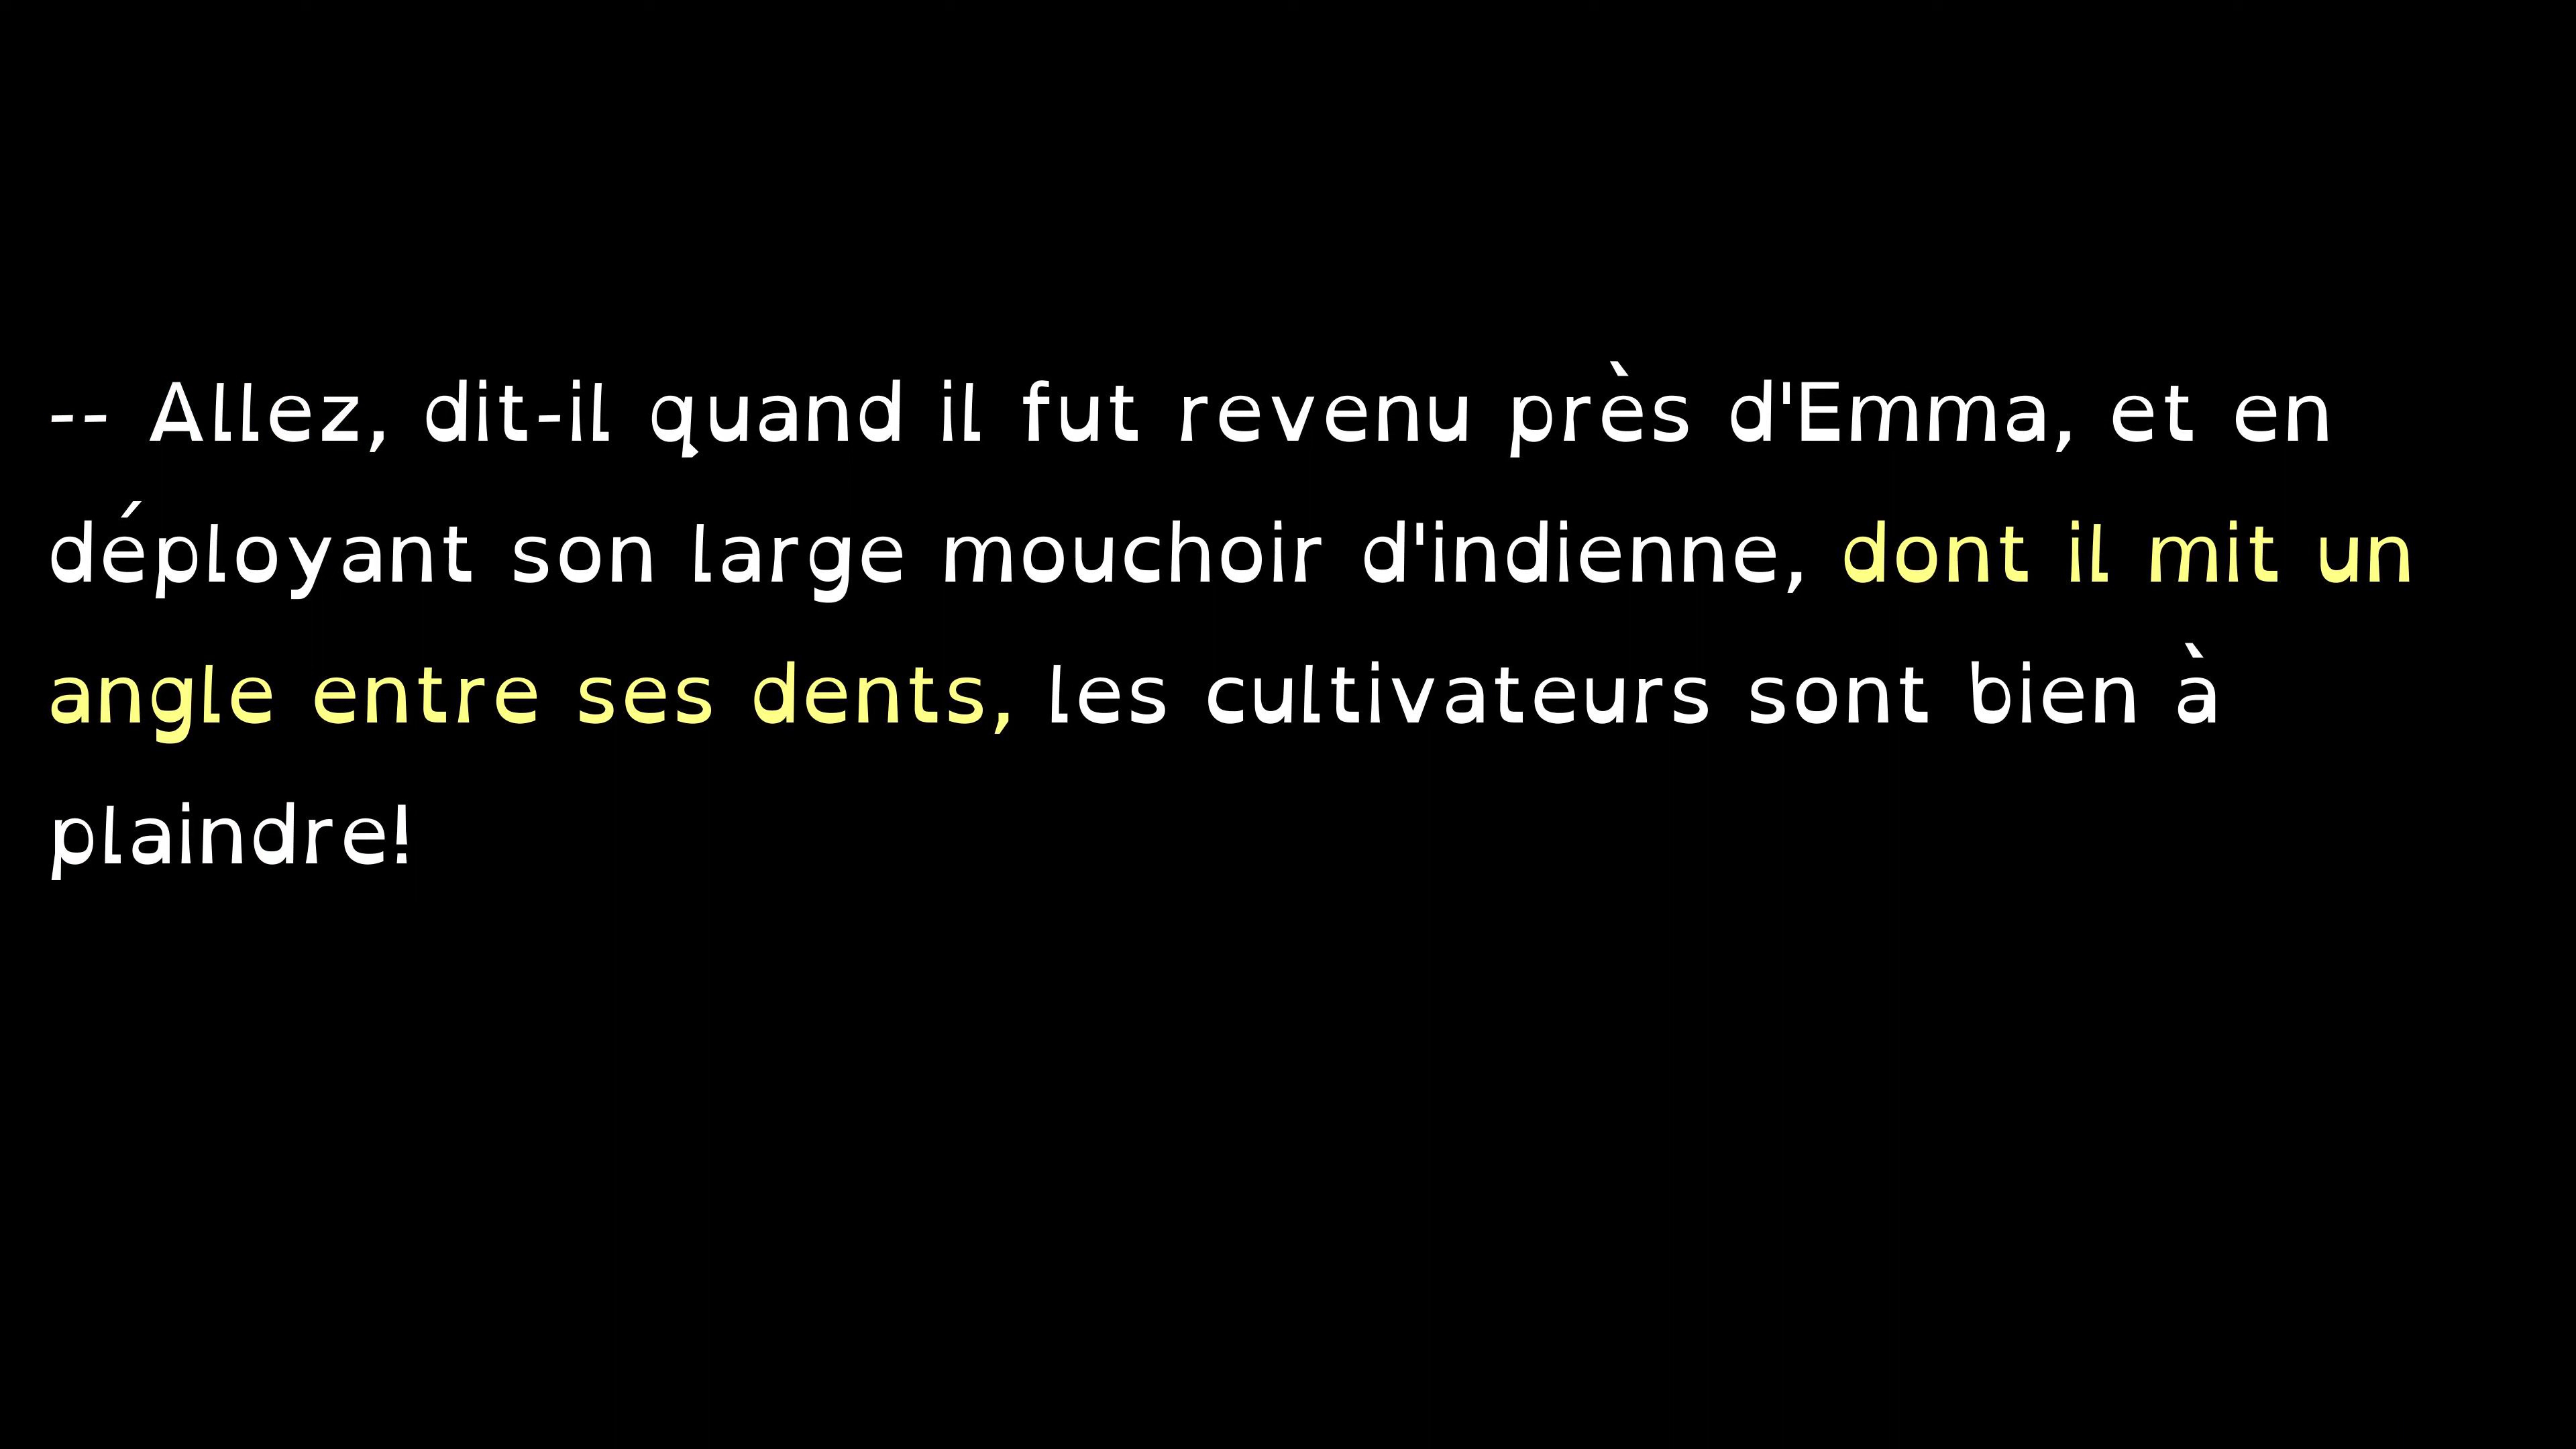 -- Allez, dit-il quand il fut revenu près d'Emma, et en
déployant son large mouchoir d'indienne, dont il mit un
angle entre ses dents, les cultivateurs sont bien à
plaindre!